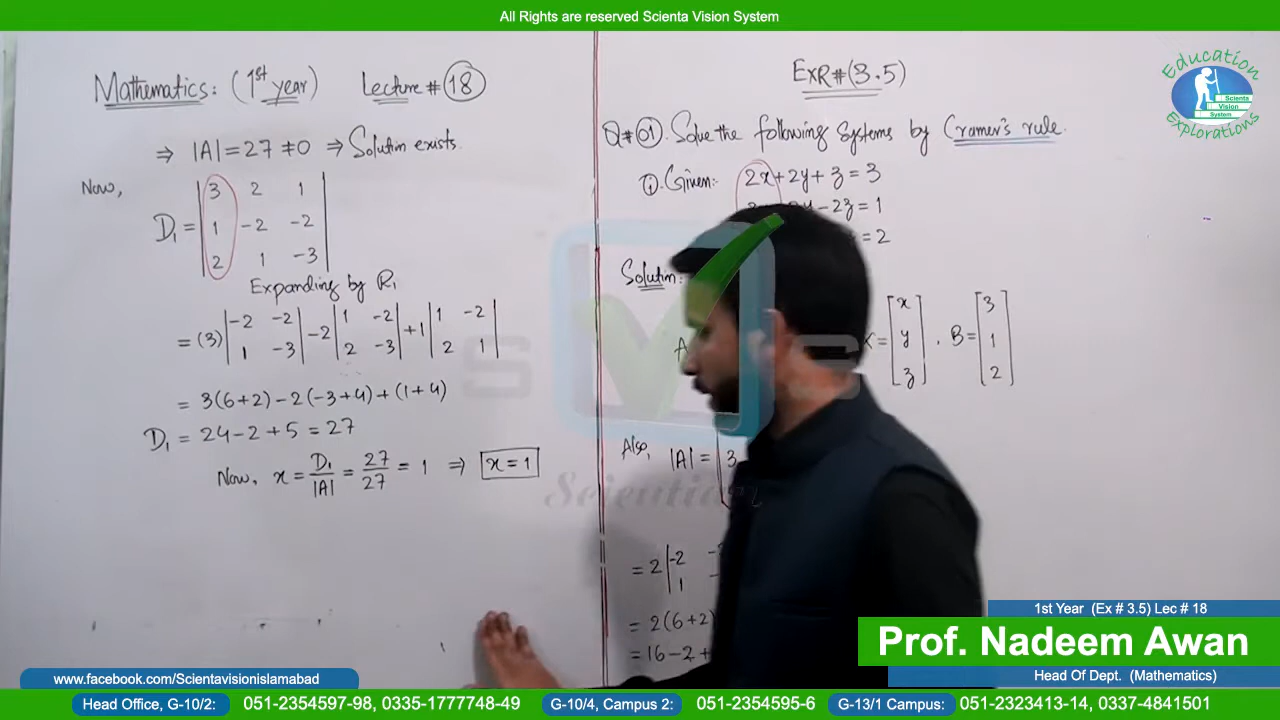 All Rights are reserved Scienta Vision System
Education
Scienta
Vision
System
Explorations
Mathematics: (1st year) Lecture # 18
⇒ |A| = 27 ≠ 0 ⇒ Solution exists.
Now,
D₁ = | 3 2 1 |
| 1 -2 -2 |
| 2 1 -3 |
Expanding by R₁
= (3) | -2 -2 | - 2 | 1 -2 | + 1 | 1 -2 |
| 1 -3 | | 2 -3 | | 2 1 |
= 3(6+2) - 2(-3+4) + (1+4)
D₁ = 24 - 2 + 5 = 27
Now, x = D₁/|A| = 27/27 = 1 ⇒ x = 1
EXR#(3.5)
Q#01. Solve the following systems by Cramer's rule.
(i). Given: 2x + 2y + z = 3
- 2z = 1
= 2
Solution:
= [ x y z ] , B = [ 3 1 2 ]
Also, |A| = | 3
= 2 | -2
| 1
= 2(6+2)
= 16 - 2 +
S S
1st Year (Ex # 3.5) Lec # 18
Prof. Nadeem Awan
Head Of Dept. (Mathematics)
www.facebook.com/Scientavisionislamabad
Head Office, G-10/2: 051-2354597-98, 0335-1777748-49 G-10/4, Campus 2: 051-2354595-6 G-13/1 Campus: 051-2323413-14, 0337-4841501